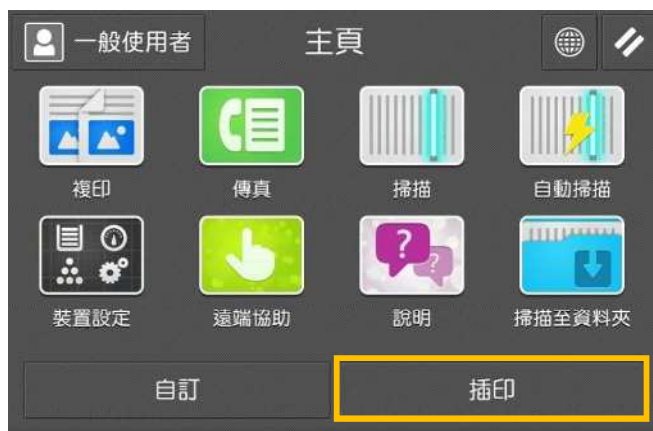 一般使用者 主頁
複印 傳真 掃描 自動掃描
? ?
裝置設定 遠端協助 說明 掃描至資料夾
自訂 插印